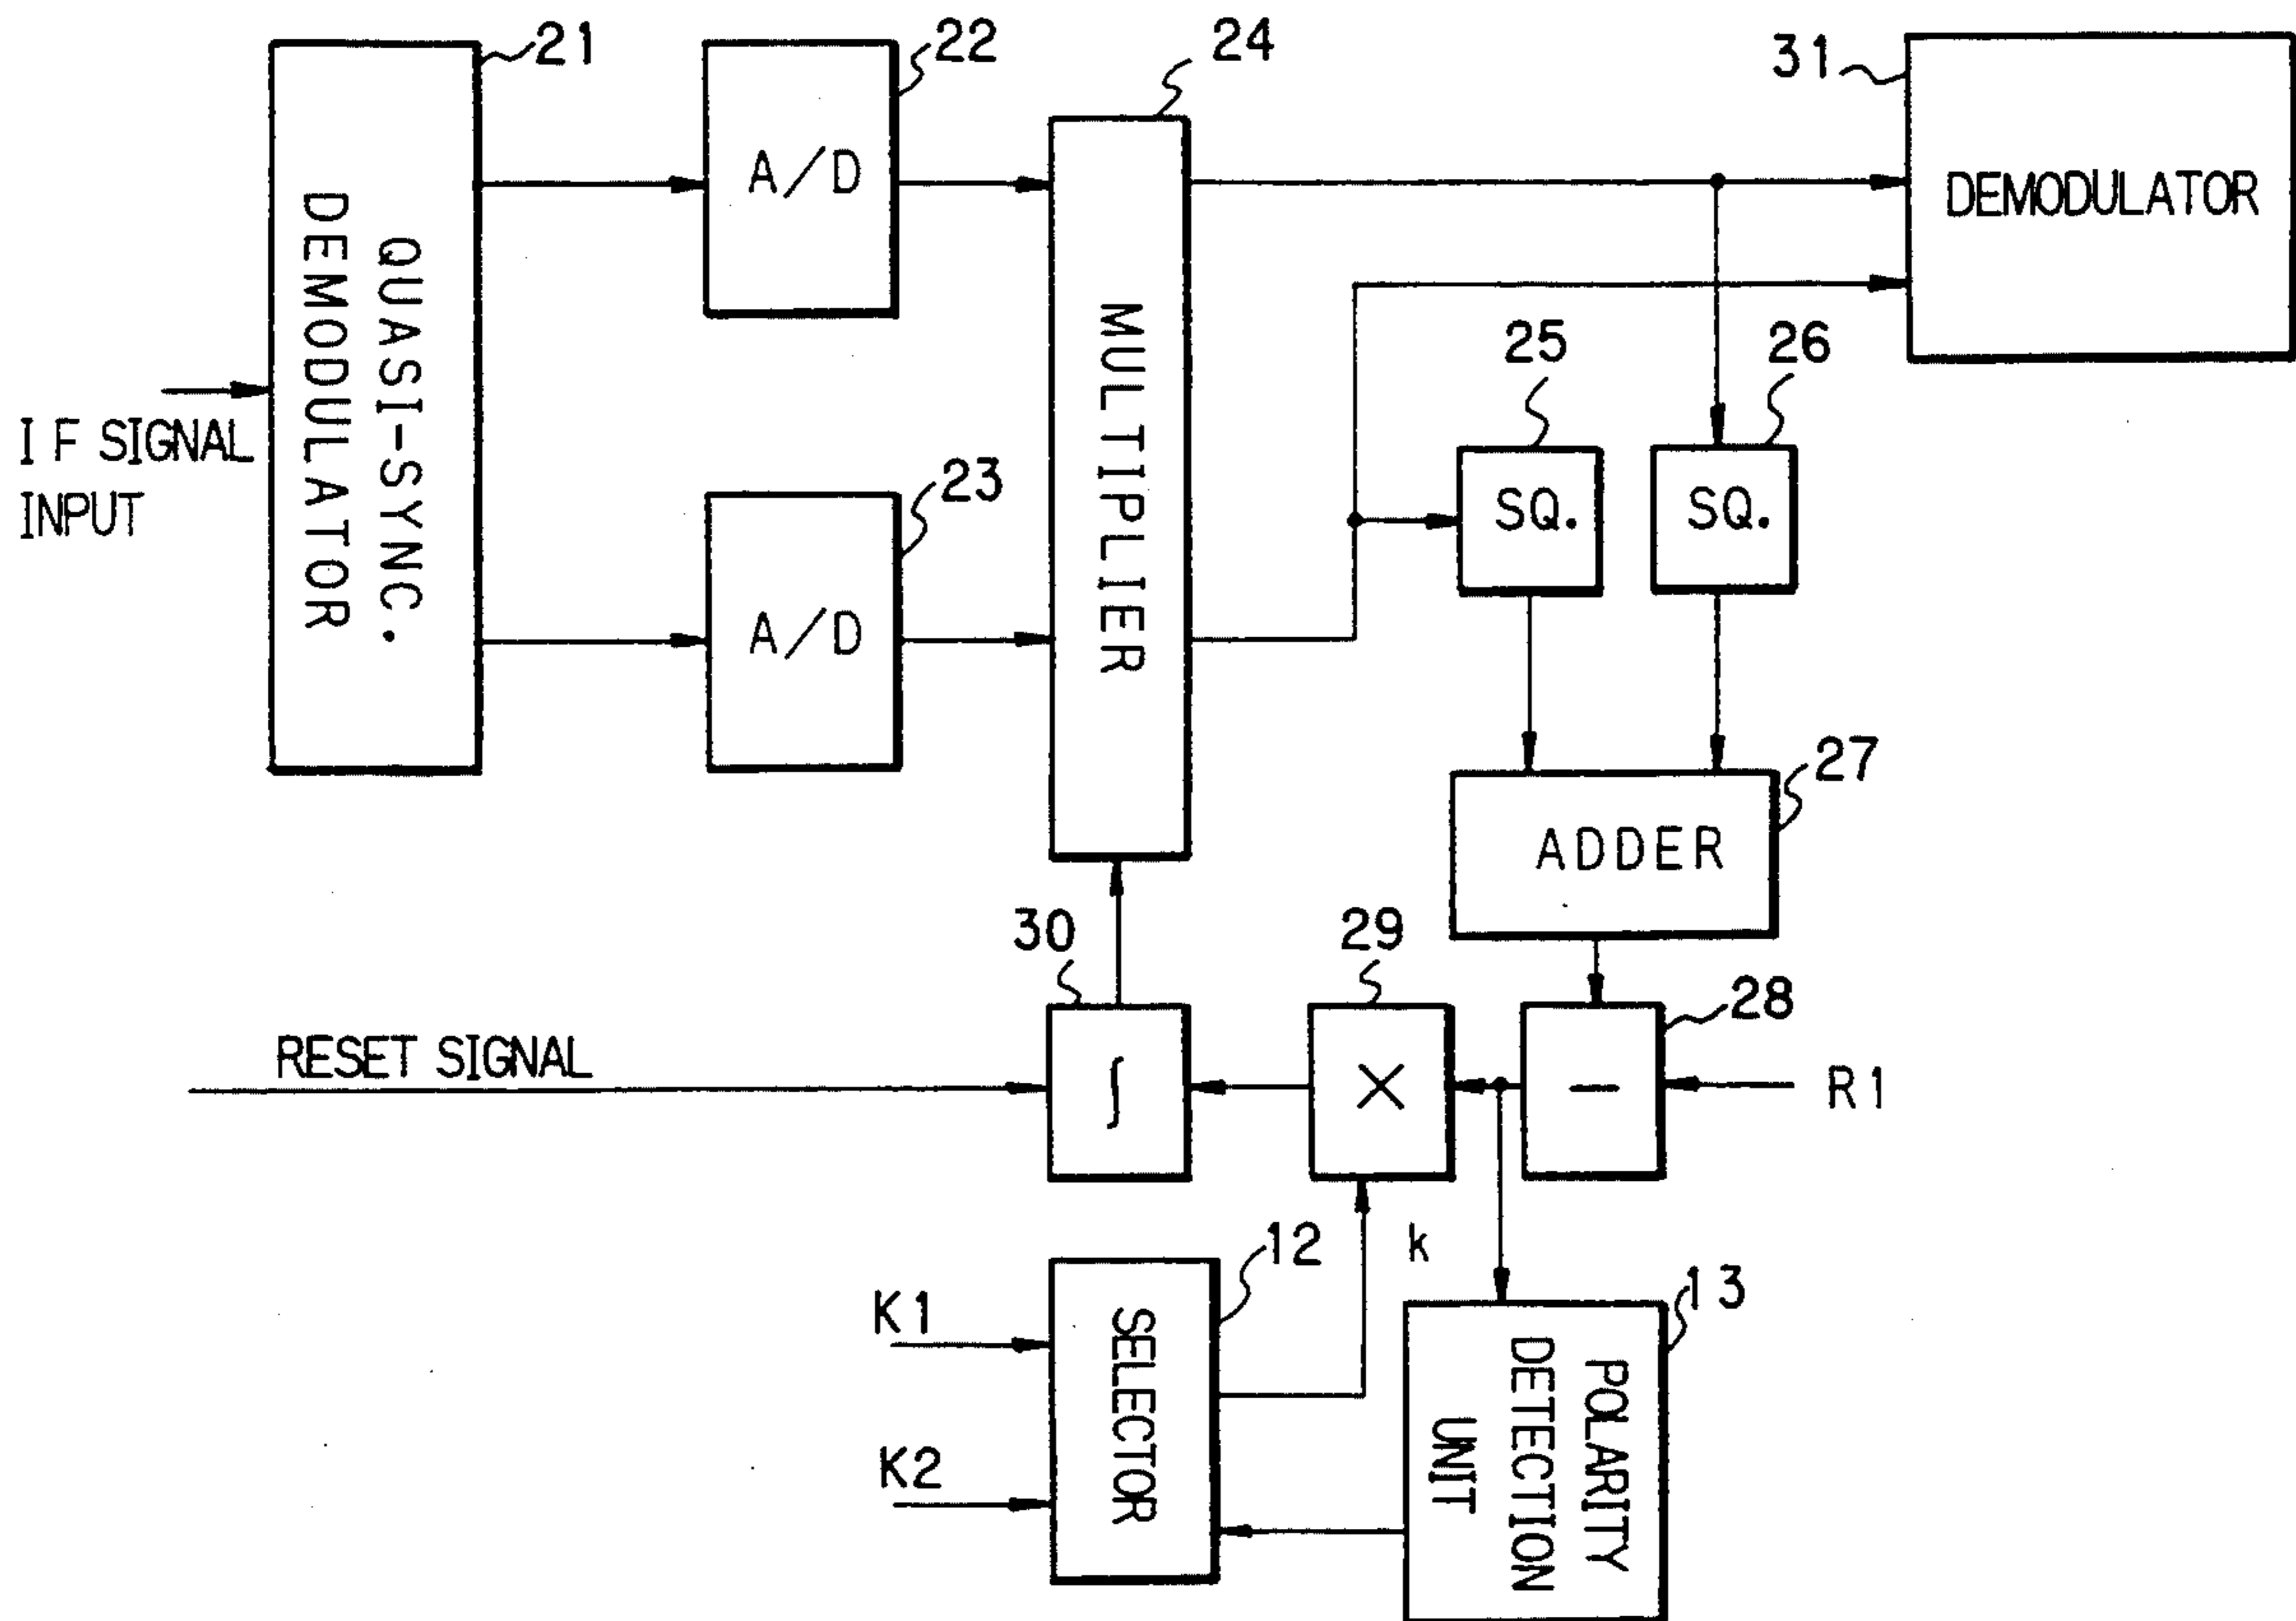 21
22
24
31
A/D
DEMODULATOR
QUASI-SYNC.
DEMODULATOR
MULTIPLIER
25
26
I F SIGNAL
INPUT
SQ.
SQ.
23
A/D
27
ADDER
30
29
28
RESET SIGNAL
∫
×
−
R1
12
k
13
K1
SELECTOR
POLARITY
DETECTION
UNIT
K2